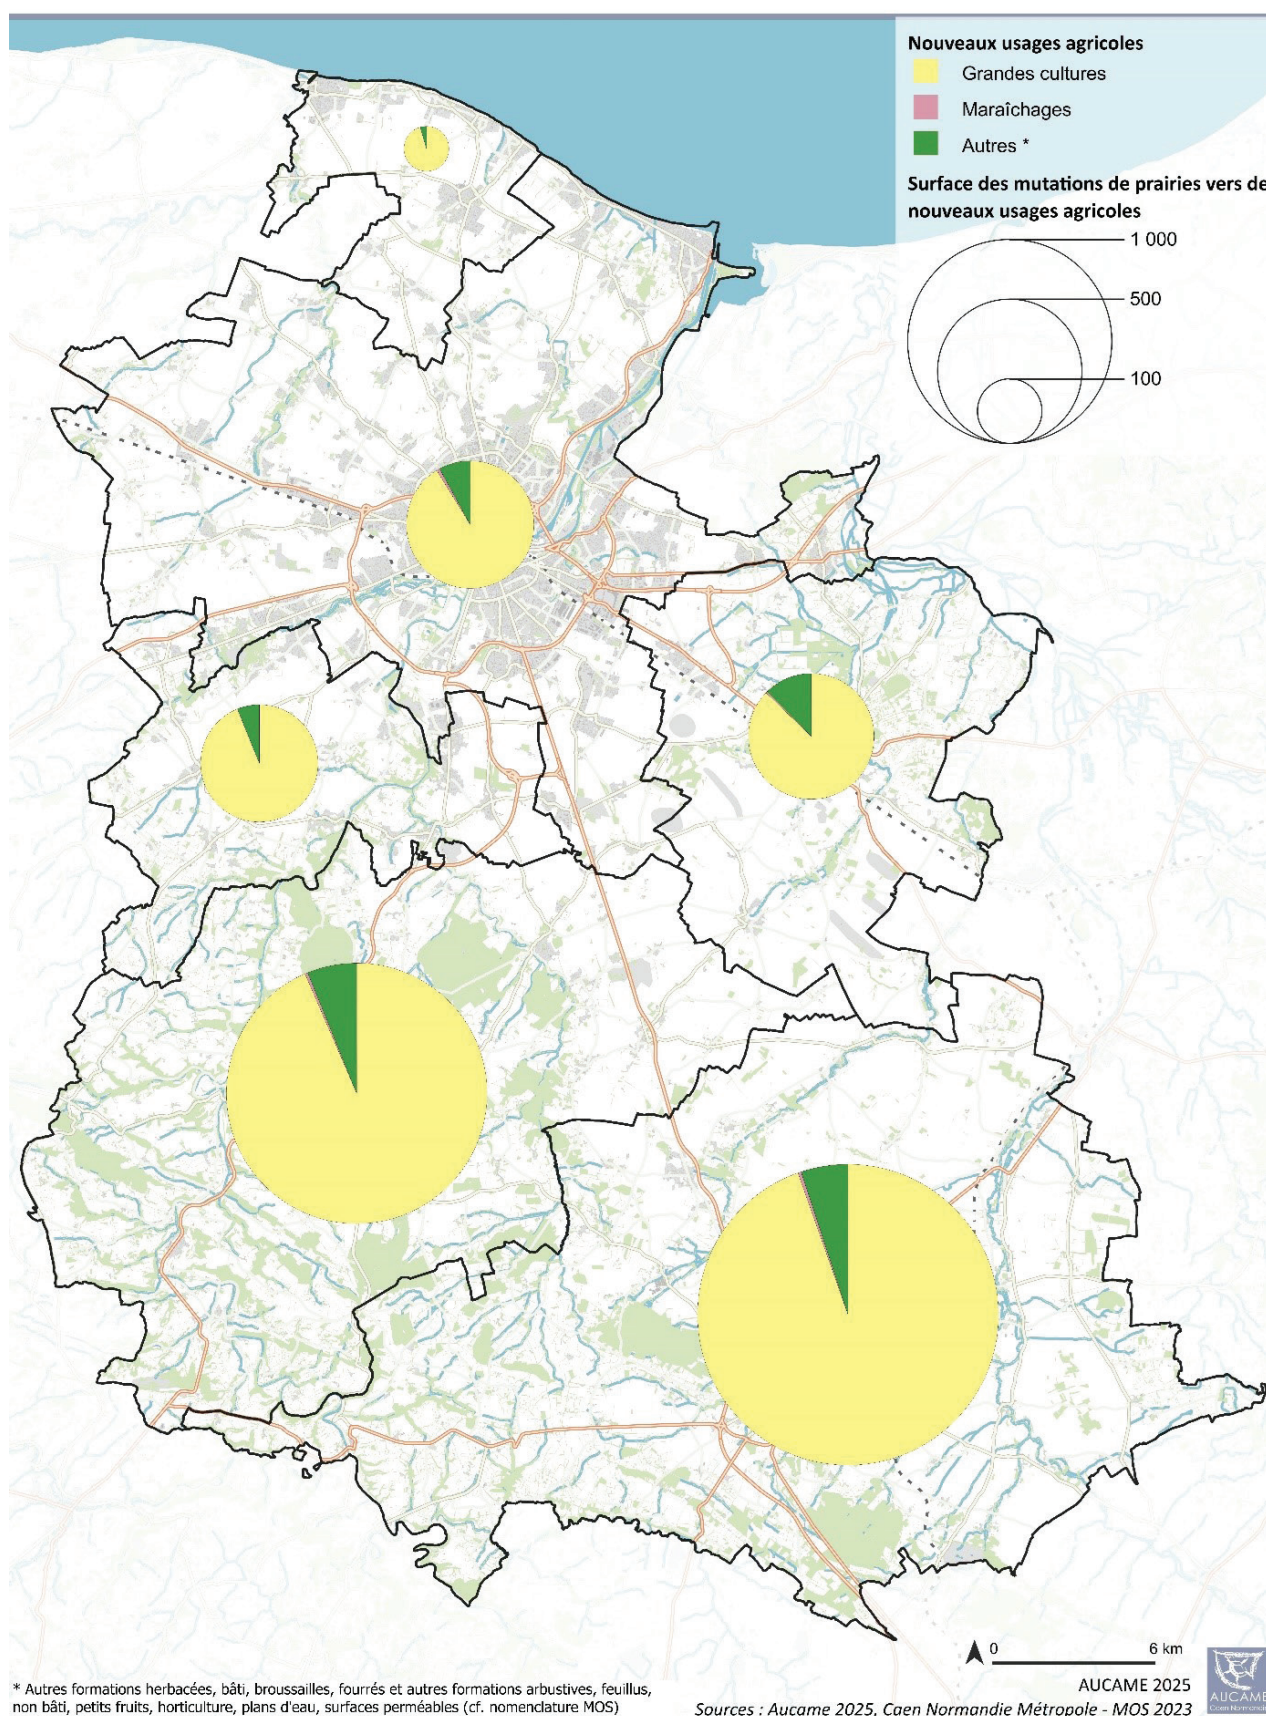 Nouveaux usages agricoles
Grandes cultures
Maraîchages
Autres *
Surface des mutations de prairies vers de
nouveaux usages agricoles
1 000
500
100
0
6 km
AUCAME 2025
* Autres formations herbacées, bâti, broussailles, fourrés et autres formations arbustives, feuillus,
non bâti, petits fruits, horticulture, plans d'eau, surfaces perméables (cf. nomenclature MOS)
Sources : Aucame 2025, Caen Normandie Métropole - MOS 2023
AUCAME
Caen Normandie